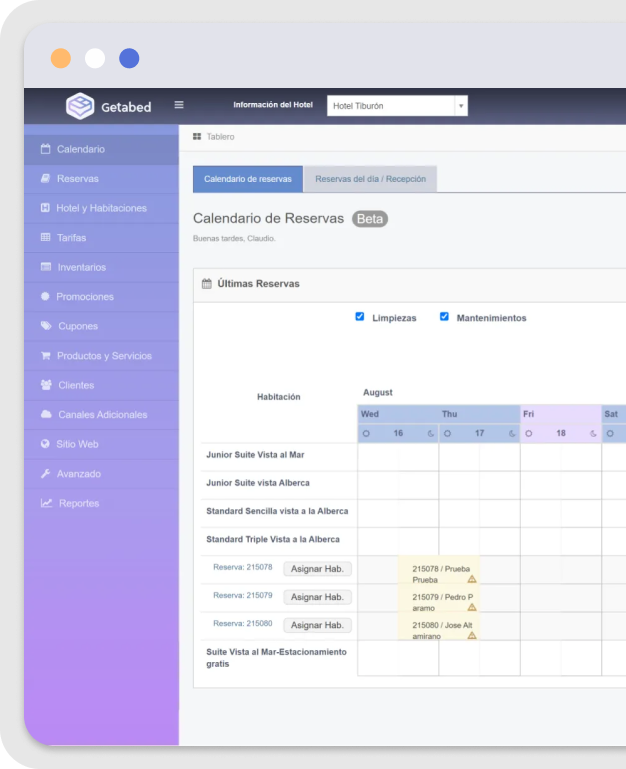 Getabed
Información del Hotel
Hotel Tiburón
Calendario
Reservas
Hotel y Habitaciones
Tarifas
Inventarios
Promociones
Cupones
Productos y Servicios
Clientes
Canales Adicionales
Sitio Web
Avanzado
Reportes
Tablero
Calendario de reservas
Reservas del día / Recepción
Calendario de Reservas Beta
Buenas tardes, Claudio.
Últimas Reservas
Limpiezas Mantenimientos
Habitación
August
Wed Thu Fri Sat
16 17 18
Junior Suite Vista al Mar
Junior Suite vista Alberca
Standard Sencilla vista a la Alberca
Standard Triple Vista a la Alberca
Reserva: 215078 Asignar Hab.
215078 / Prueba
Prueba
Reserva: 215079 Asignar Hab.
215079 / Pedro P
aramo
Reserva: 215080 Asignar Hab.
215080 / Jose Alt
amirano
Suite Vista al Mar-Estacionamiento
gratis